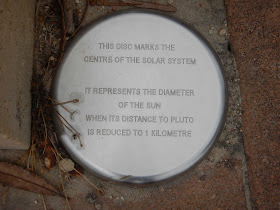 THIS DISC MARKS THE
CENTRE OF THE SOLAR SYSTEM
IT REPRESENTS THE DIAMETER
OF THE SUN
WHEN ITS DISTANCE TO PLUTO
IS REDUCED TO 1 KILOMETRE